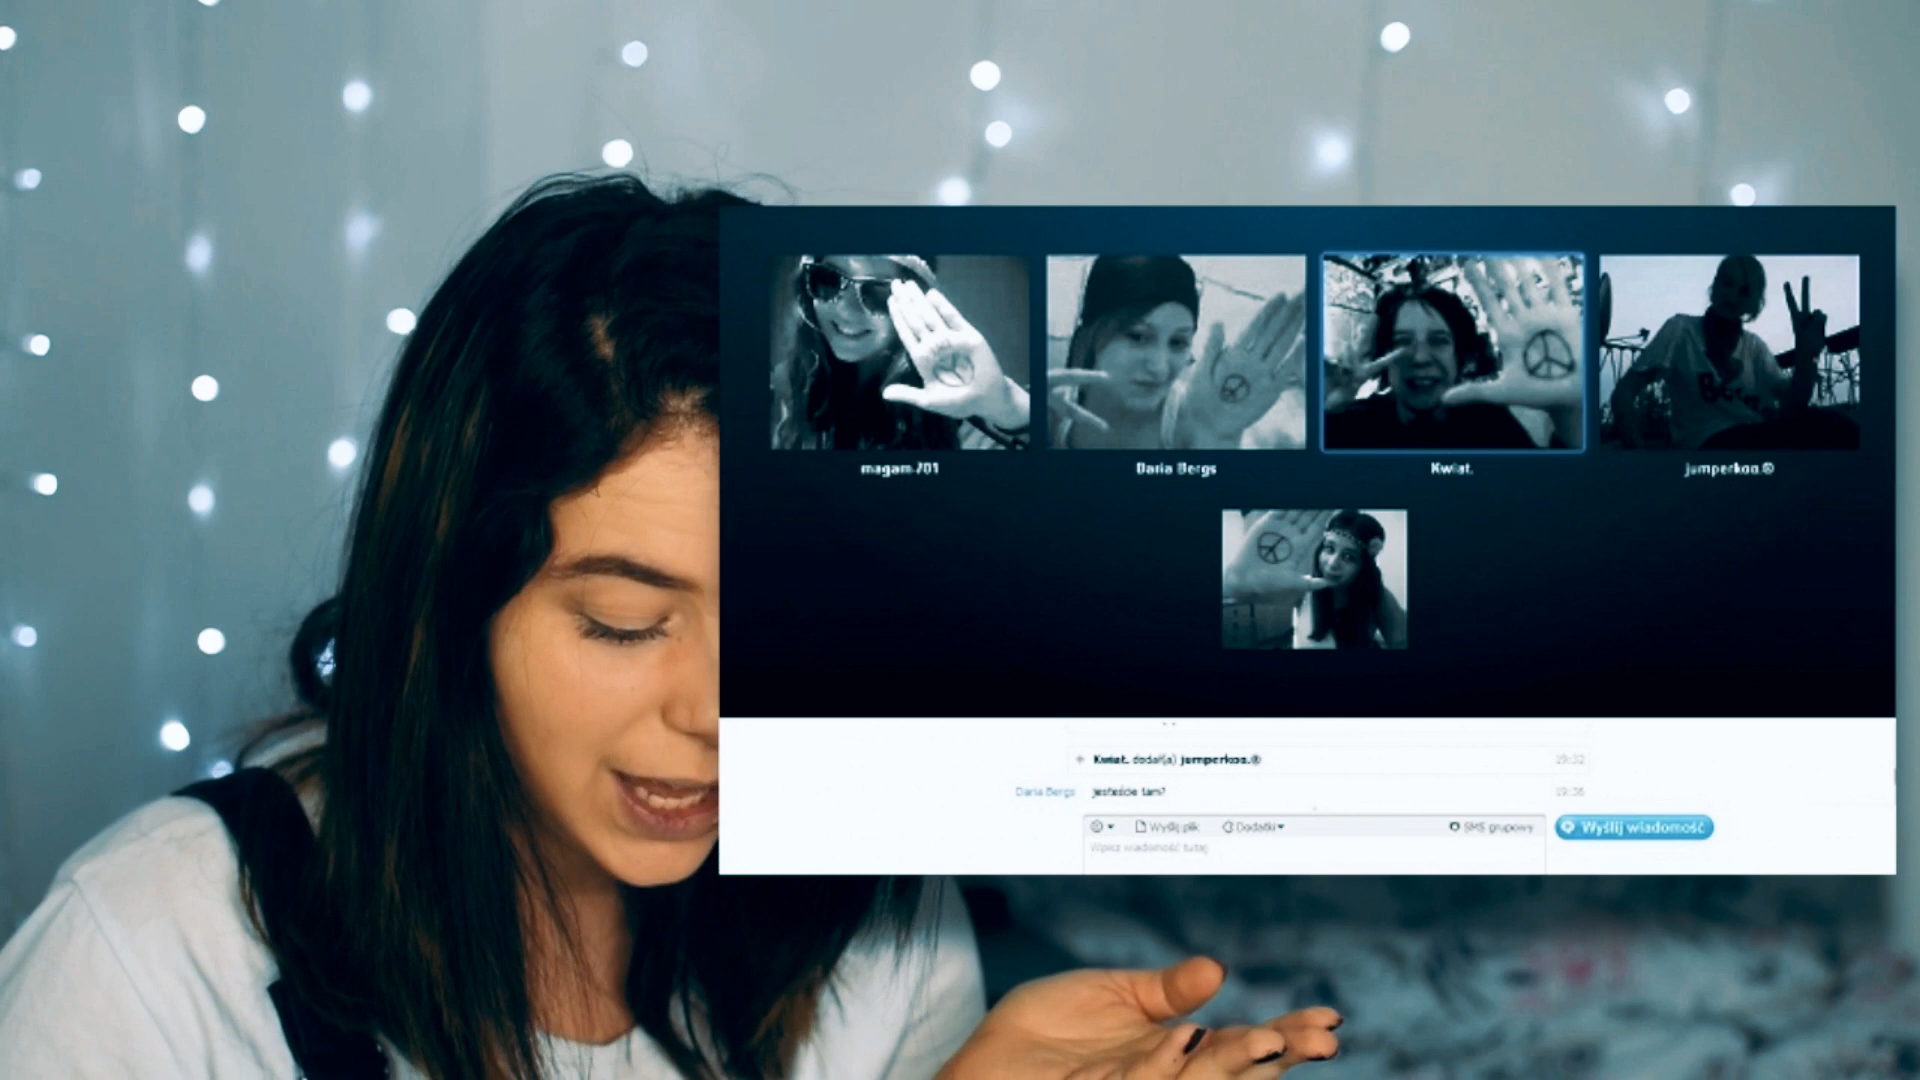 magam.701
Daria Bergs
Kwiat.
jumperkoo.®
Kwiat. dodał(a) jumperkoo.® 19:32
Daria Bergs jesteście tam? 19:36
Wyślij plik Dodatki SMS grupowy Wyślij wiadomość
Wpisz wiadomość tutaj